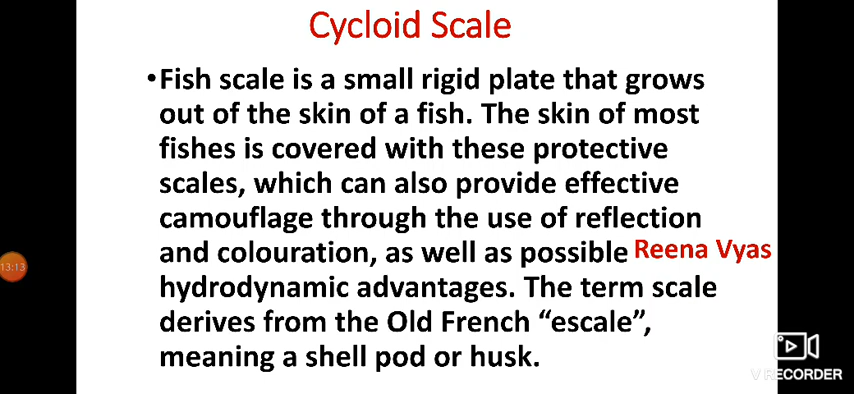 Cycloid Scale
•Fish scale is a small rigid plate that grows
out of the skin of a fish. The skin of most
fishes is covered with these protective
scales, which can also provide effective
camouflage through the use of reflection
and colouration, as well as possible Reena Vyas
hydrodynamic advantages. The term scale
derives from the Old French “escale”,
meaning a shell pod or husk.
13:13
V RECORDER